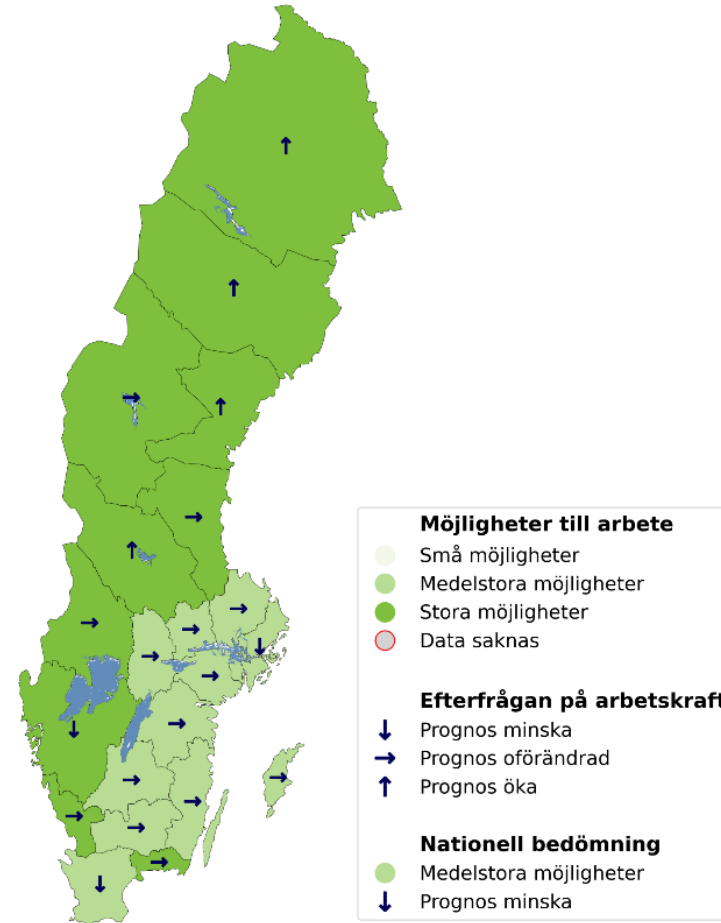 Möjligheter till arbete
Små möjligheter
Medelstora möjligheter
Stora möjligheter
Data saknas
Efterfrågan på arbetskraft
Prognos minska
Prognos oförändrad
Prognos öka
Nationell bedömning
Medelstora möjligheter
Prognos minska